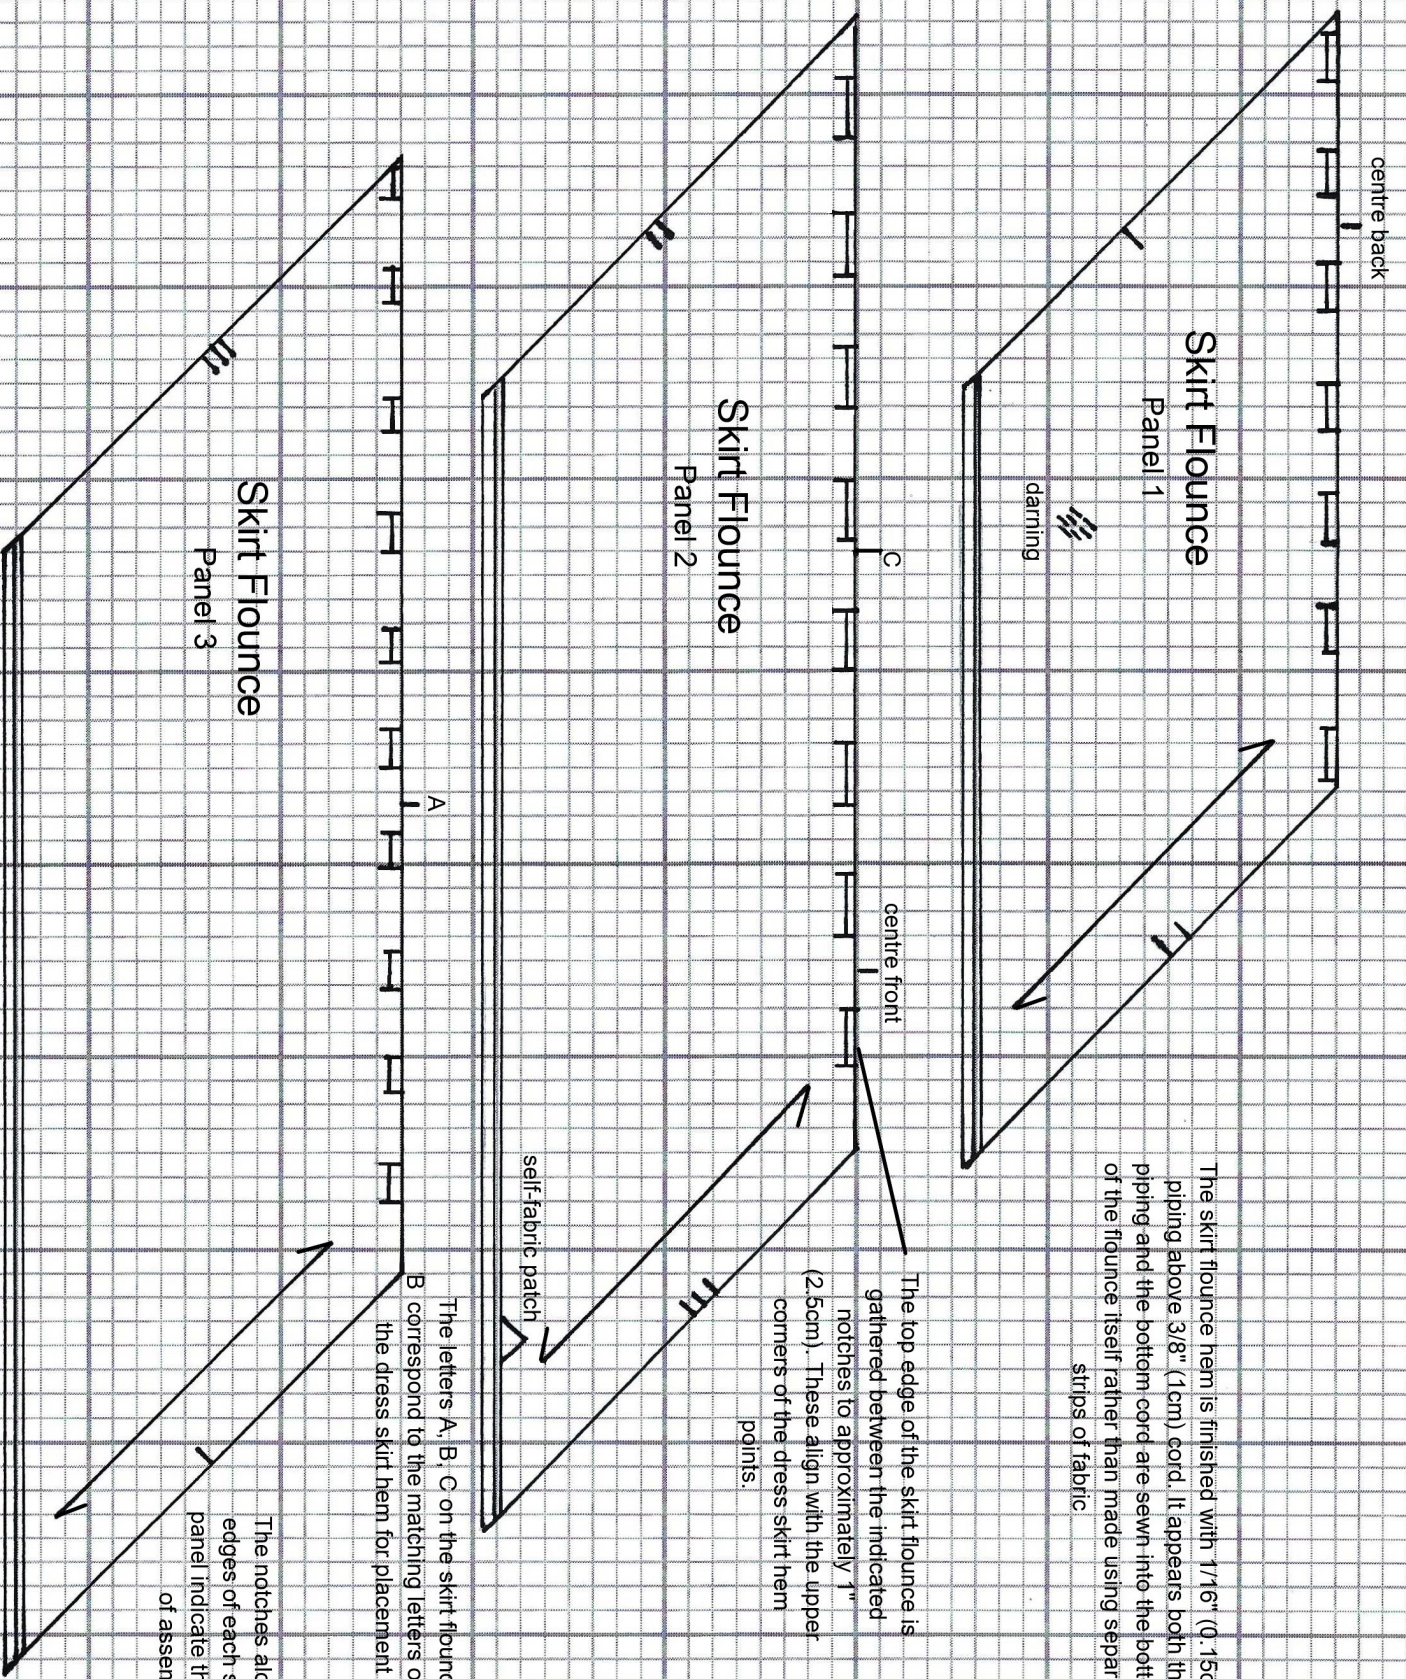 centre back
Skirt Flounce
Panel 1
darning
The skirt flounce hem is finished with 1/16" (0.15c
piping above 3/8" (1cm) cord. It appears both th
piping and the bottom cord are sewn into the bott
of the flounce itself rather than made using separ
strips of fabric
C
centre front
Skirt Flounce
Panel 2
self-fabric patch
The top edge of the skirt flounce is
gathered between the indicated
notches to approximately 1"
(2.5cm). These align with the upper
corners of the dress skirt hem
points.
A
B
Skirt Flounce
Panel 3
The letters A, B, C on the skirt flounc
correspond to the matching letters o
the dress skirt hem for placement
The notches alo
edges of each s
panel indicate th
of assem